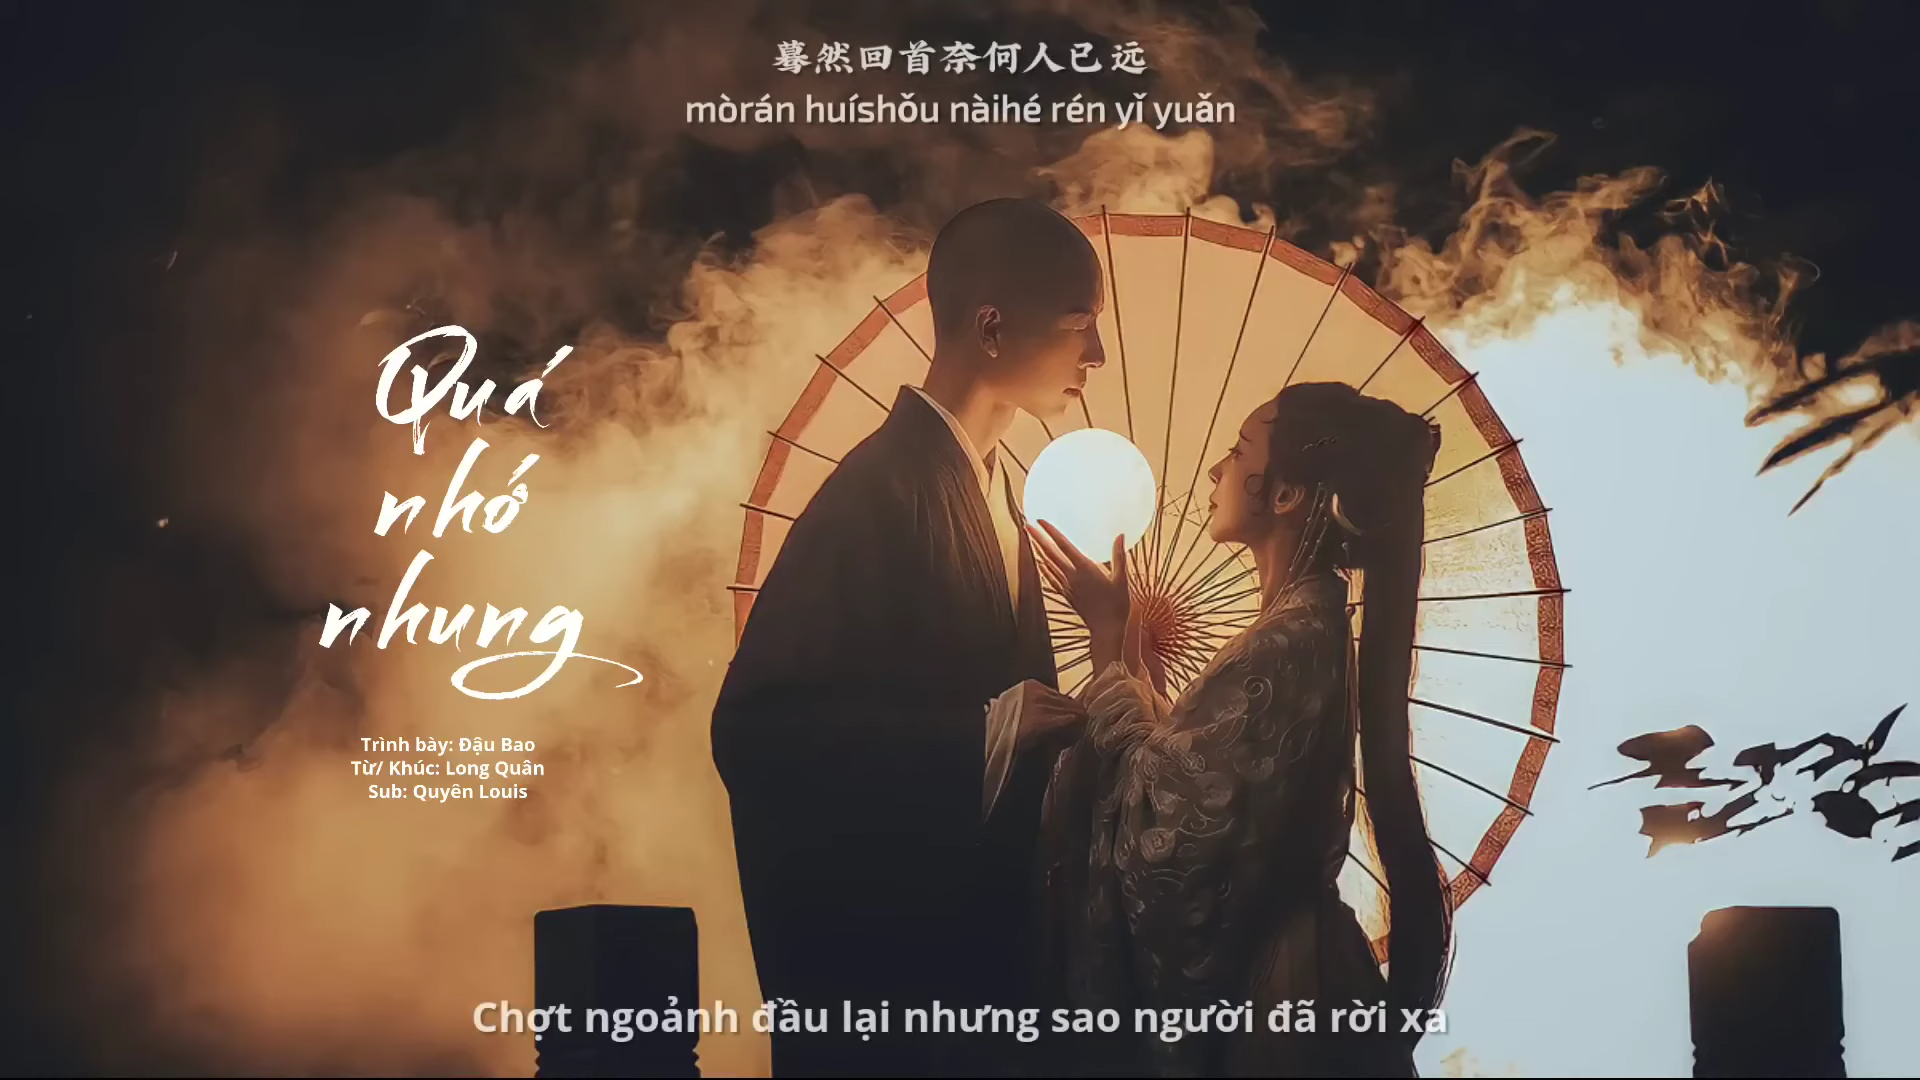 蓦然回首奈何人已远
mòrán huíshǒu nàihé rén yǐ yuǎn
Quá
nhớ
nhung
Trình bày: Đậu Bao
Từ/ Khúc: Long Quân
Sub: Quyên Louis
Chợt ngoảnh đầu lại nhưng sao người đã rời xa